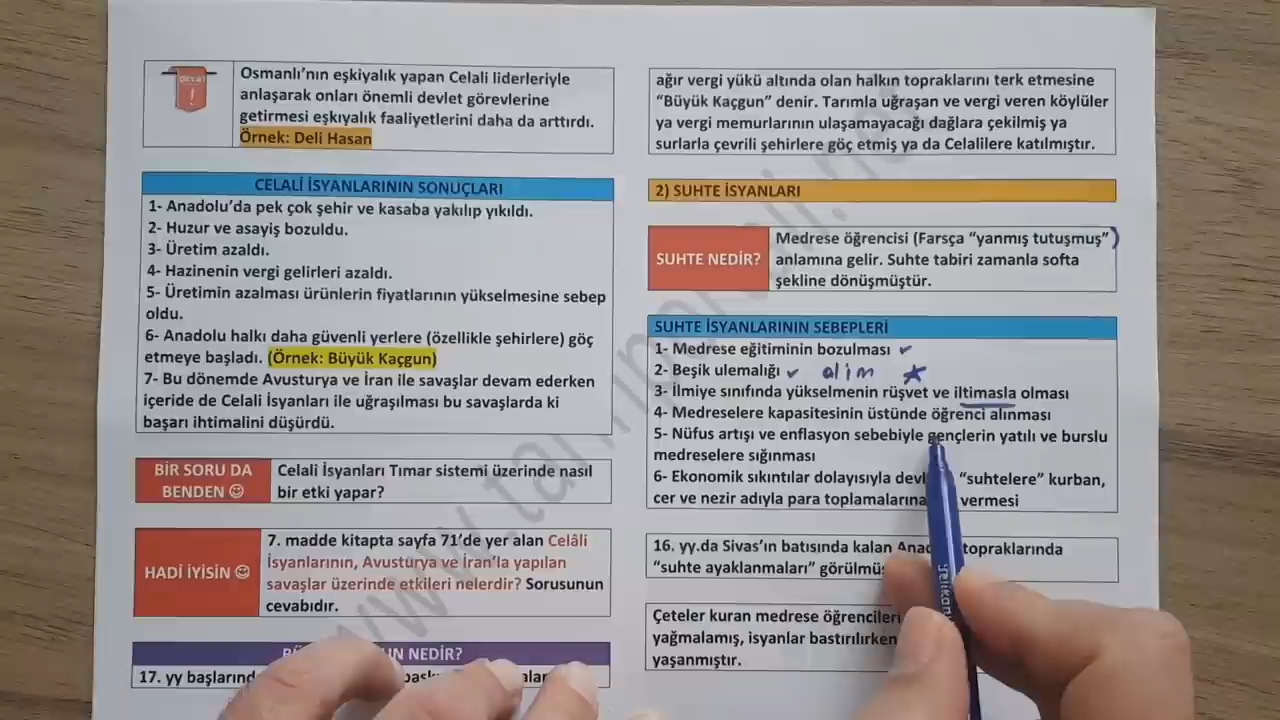 DİKKAT
!
Osmanlı’nın eşkiyalık yapan Celali liderleriyle
anlaşarak onları önemli devlet görevlerine
getirmesi eşkıyalık faaliyetlerini daha da arttırdı.
Örnek: Deli Hasan
CELALİ İSYANLARININ SONUÇLARI
1- Anadolu’da pek çok şehir ve kasaba yakılıp yıkıldı.
2- Huzur ve asayiş bozuldu.
3- Üretim azaldı.
4- Hazinenin vergi gelirleri azaldı.
5- Üretimin azalması ürünlerin fiyatlarının yükselmesine sebep
oldu.
6- Anadolu halkı daha güvenli yerlere (özellikle şehirlere) göç
etmeye başladı. (Örnek: Büyük Kaçgun)
7- Bu dönemde Avusturya ve İran ile savaşlar devam ederken
içeride de Celali İsyanları ile uğraşılması bu savaşlarda ki
başarı ihtimalini düşürdü.
BİR SORU DA
BENDEN ☺
Celali İsyanları Tımar sistemi üzerinde nasıl
bir etki yapar?
HADİ İYİSİN ☺
7. madde kitapta sayfa 71’de yer alan Celâli
İsyanlarının, Avusturya ve İran’la yapılan
savaşlar üzerinde etkileri nelerdir? Sorusunun
cevabıdır.
NEDİR?
17. yy
ağır vergi yükü altında olan halkın topraklarını terk etmesine
“Büyük Kaçgun” denir. Tarımla uğraşan ve vergi veren köylüler
ya vergi memurlarının ulaşamayacağı dağlara çekilmiş ya
surlarla çevrili şehirlere göç etmiş ya da Celalilere katılmıştır.
2) SUHTE İSYANLARI
SUHTE NEDİR?
Medrese öğrencisi (Farsça “yanmış tutuşmuş”)
anlamına gelir. Suhte tabiri zamanla softa
şekline dönüşmüştür.
SUHTE İSYANLARININ SEBEPLERİ
1- Medrese eğitiminin bozulması ✓
2- Beşik ulemalığı ✓ alim ★
3- İlmiye sınıfında yükselmenin rüşvet ve iltimasla olması
4- Medreselere kapasitesinin üstünde öğrenci alınması
5- Nüfus artışı ve enflasyon sebebiyle gençlerin yatılı ve burslu
medreselere sığınması
6- Ekonomik sıkıntılar dolayısıyla “suhtelere” kurban,
cer ve nezir adıyla para toplamalarına vermesi
16. yy.da Sivas’ın batısında kalan topraklarında
“suhte ayaklanmaları”
Çeteler kuran medrese öğrencileri
yağmalamış, isyanlar bastırılırken
yaşanmıştır.